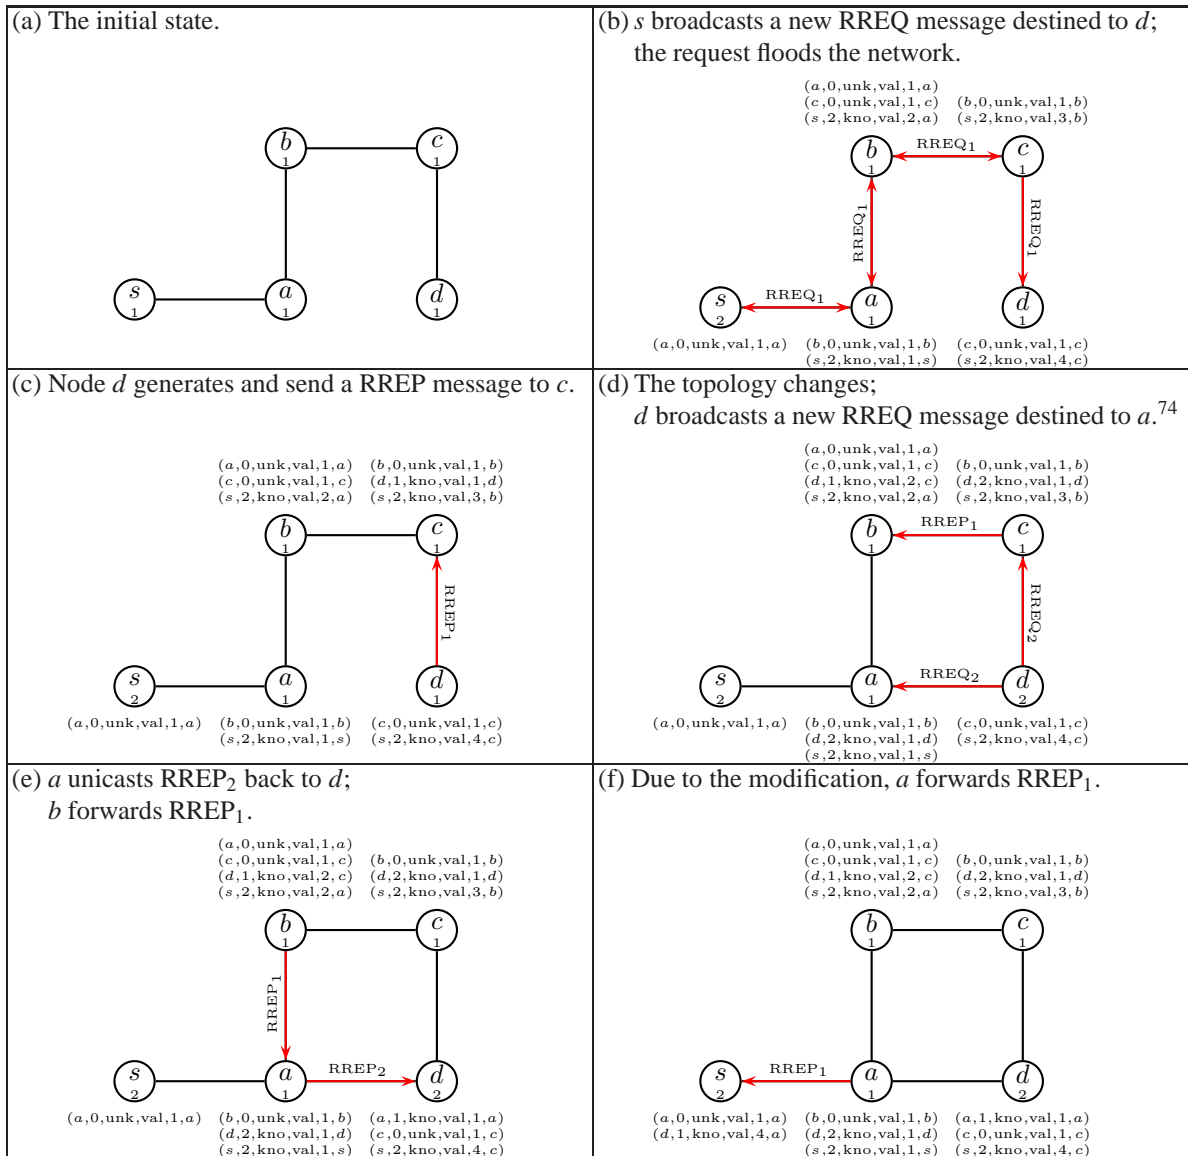 (a) The initial state.
b
1
c
1
s
1
a
1
d
1
(b) s broadcasts a new RREQ message destined to d;
the request floods the network.
(a,0,unk,val,1,a)
(c,0,unk,val,1,c) (b,0,unk,val,1,b)
(s,2,kno,val,2,a) (s,2,kno,val,3,b)
b
1
RREQ1
c
1
RREQ1
RREQ1
s
2
RREQ1
a
1
d
1
(a,0,unk,val,1,a) (b,0,unk,val,1,b) (c,0,unk,val,1,c)
(s,2,kno,val,1,s) (s,2,kno,val,4,c)
(c) Node d generates and send a RREP message to c.
(a,0,unk,val,1,a) (b,0,unk,val,1,b)
(c,0,unk,val,1,c) (d,1,kno,val,1,d)
(s,2,kno,val,2,a) (s,2,kno,val,3,b)
b
1
c
1
RREP1
s
2
a
1
d
1
(a,0,unk,val,1,a) (b,0,unk,val,1,b) (c,0,unk,val,1,c)
(s,2,kno,val,1,s) (s,2,kno,val,4,c)
(d) The topology changes;
d broadcasts a new RREQ message destined to a.74
(a,0,unk,val,1,a)
(c,0,unk,val,1,c) (b,0,unk,val,1,b)
(d,1,kno,val,2,c) (d,2,kno,val,1,d)
(s,2,kno,val,2,a) (s,2,kno,val,3,b)
b
1
RREP1
c
1
RREQ2
s
2
a
1
RREQ2
d
2
(a,0,unk,val,1,a) (b,0,unk,val,1,b) (c,0,unk,val,1,c)
(d,2,kno,val,1,d) (s,2,kno,val,4,c)
(s,2,kno,val,1,s)
(e) a unicasts RREP2 back to d;
b forwards RREP1.
(a,0,unk,val,1,a)
(c,0,unk,val,1,c) (b,0,unk,val,1,b)
(d,1,kno,val,2,c) (d,2,kno,val,1,d)
(s,2,kno,val,2,a) (s,2,kno,val,3,b)
b
1
c
1
RREP1
s
2
a
1
RREP2
d
2
(a,0,unk,val,1,a) (b,0,unk,val,1,b) (a,1,kno,val,1,a)
(d,2,kno,val,1,d) (c,0,unk,val,1,c)
(s,2,kno,val,1,s) (s,2,kno,val,4,c)
(f) Due to the modification, a forwards RREP1.
(a,0,unk,val,1,a)
(c,0,unk,val,1,c) (b,0,unk,val,1,b)
(d,1,kno,val,2,c) (d,2,kno,val,1,d)
(s,2,kno,val,2,a) (s,2,kno,val,3,b)
b
1
c
1
s
2
RREP1
a
1
d
2
(a,0,unk,val,1,a) (b,0,unk,val,1,b) (a,1,kno,val,1,a)
(d,1,kno,val,4,a) (d,2,kno,val,1,d) (c,0,unk,val,1,c)
(s,2,kno,val,1,s) (s,2,kno,val,4,c)